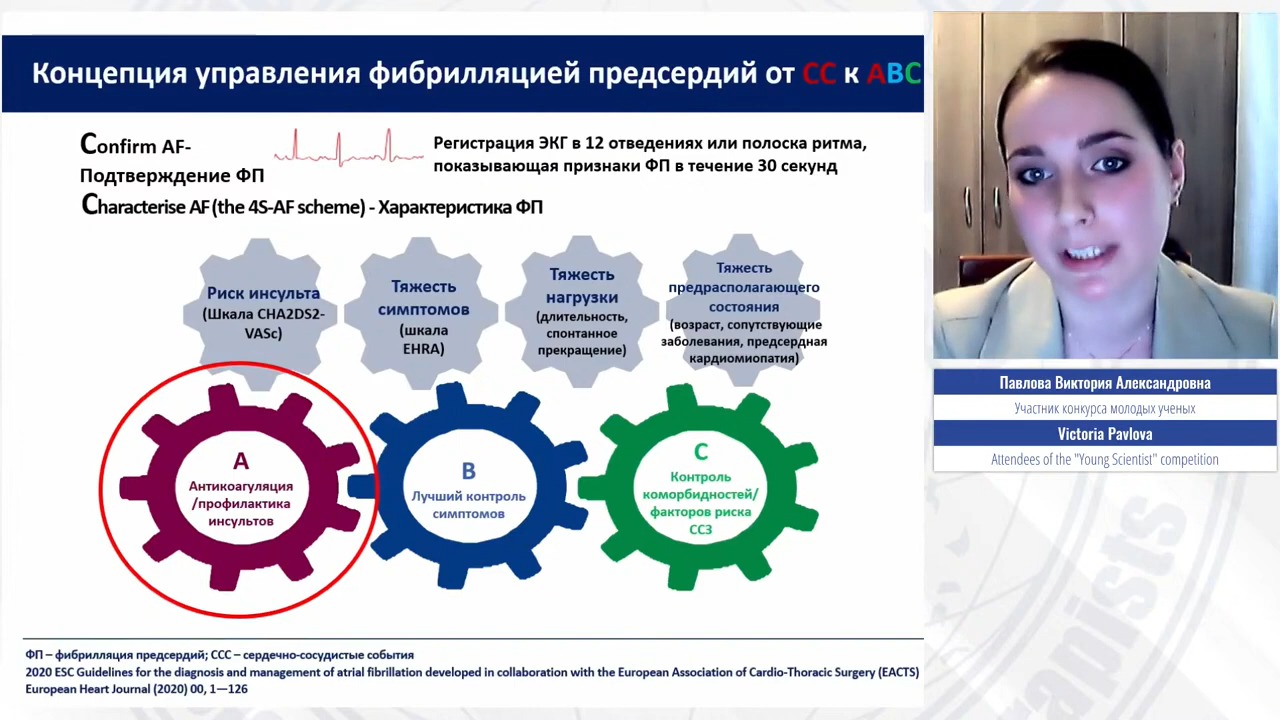 Концепция управления фибрилляцией предсердий от СС к ABC
Confirm AF-
Подтверждение ФП
Регистрация ЭКГ в 12 отведениях или полоска ритма,
показывающая признаки ФП в течение 30 секунд
Characterise AF (the 4S-AF scheme) - Характеристика ФП
Риск инсульта
(Шкала CHA2DS2-
VASc)
Тяжесть
симптомов
(шкала
EHRA)
Тяжесть
нагрузки
(длительность,
спонтанное
прекращение)
Тяжесть
предрасполагающего
состояния
(возраст, сопутствующие
заболевания, предсердная
кардиомиопатия)
A
Антикоагуляция
/профилактика
инсультов
B
Лучший контроль
симптомов
C
Контроль
коморбидностей/
факторов риска
ССЗ
ФП – фибрилляция предсердий; ССС – сердечно-сосудистые события
2020 ESC Guidelines for the diagnosis and management of atrial fibrillation developed in collaboration with the European Association of Cardio-Thoracic Surgery (EACTS)
European Heart Journal (2020) 00, 1—126
Павлова Виктория Александровна
Участник конкурса молодых ученых
Victoria Pavlova
Attendees of the "Young Scientist" competition
rapists